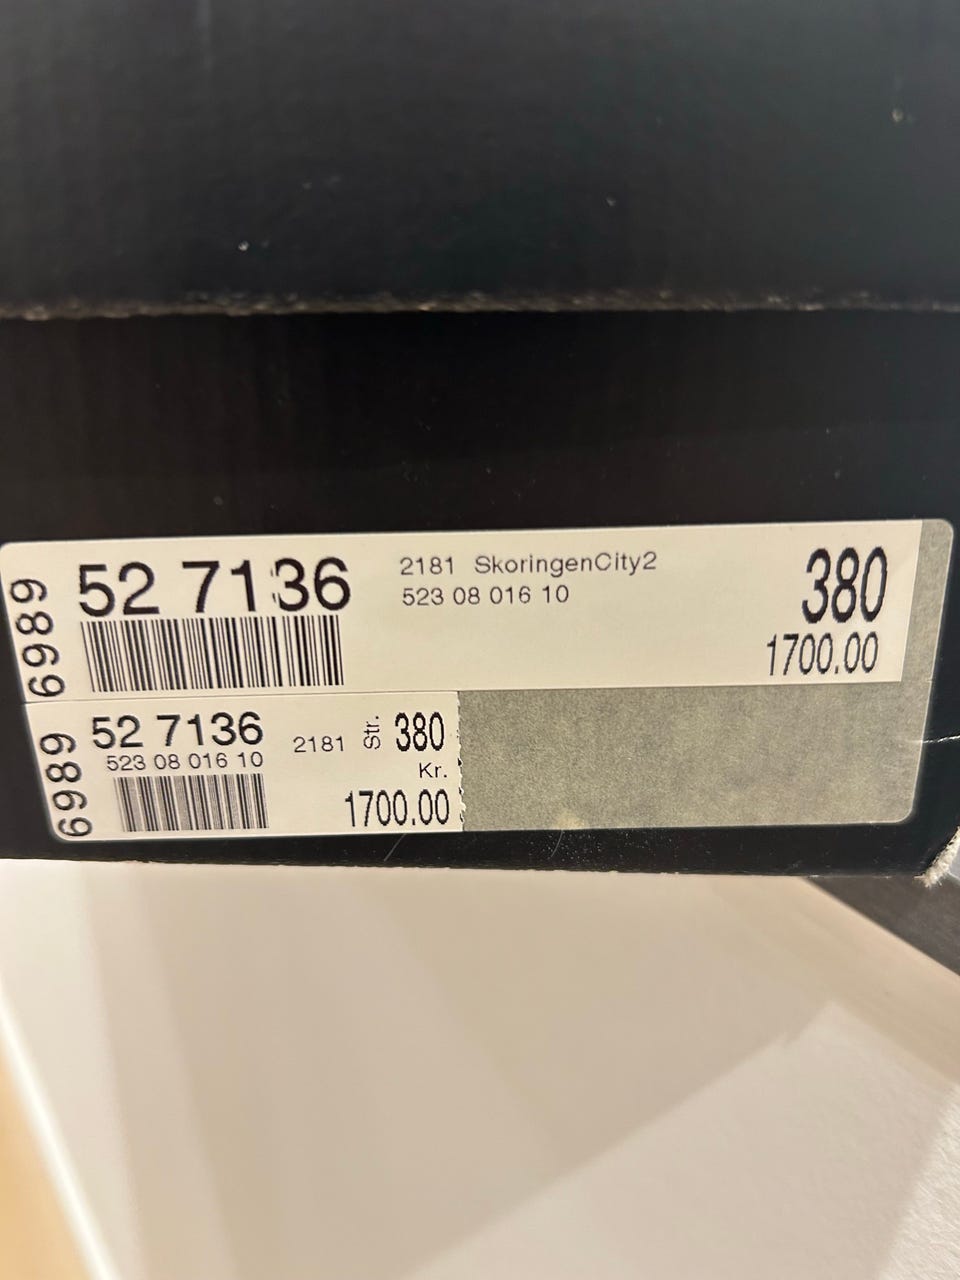 6989
52 7136
2181 SkoringenCity2
523 08 016 10
380
1700.00
6989
52 7136
523 08 016 10
2181 Str. 380
Kr.
1700.00